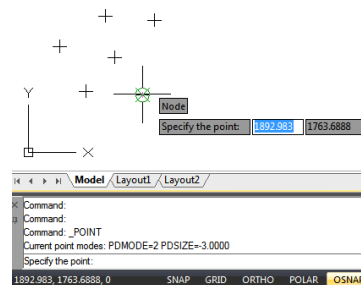 Node
Specify the point: 1892.983 1763.6888
Y
X
Model Layout1 Layout2
Command:
Command:
Command: _POINT
Current point modes: PDMODE=2 PDSIZE=-3.0000
Specify the point:
1892.983, 1763.6888, 0 SNAP GRID ORTHO POLAR OSNAP